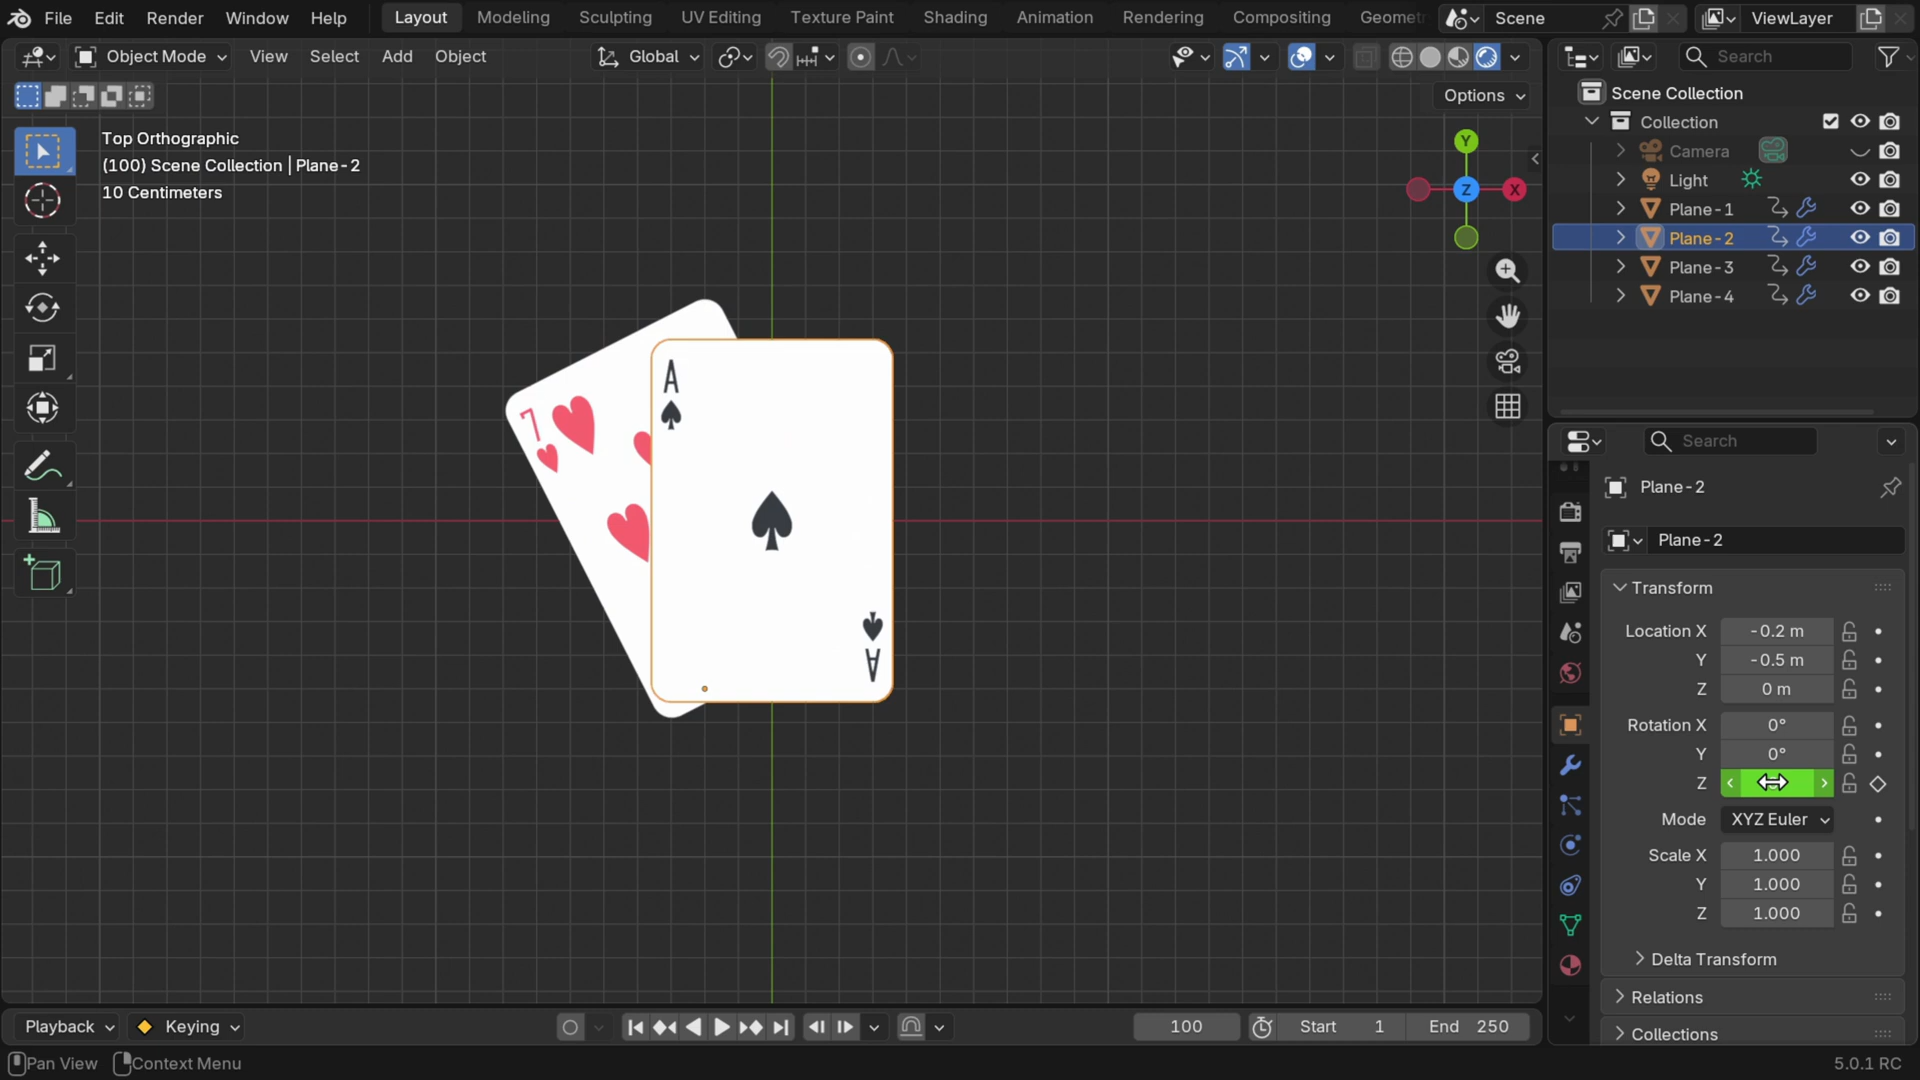 File Edit Render Window Help Layout Modeling Sculpting UV Editing Texture Paint Shading Animation Rendering Compositing Scene ViewLayer
Object Mode View Select Add Object Global Search
Options
Top Orthographic
(100) Scene Collection | Plane-2
10 Centimeters
Y
Z X
A
7
A
Scene Collection
Collection
Camera
Light
Plane-1
Plane-2
Plane-3
Plane-4
Search
Plane-2
Plane-2
Transform
Location X -0.2 m
Y -0.5 m
Z 0 m
Rotation X 0°
Y 0°
Z
Mode XYZ Euler
Scale X 1.000
Y 1.000
Z 1.000
Delta Transform
Relations
Collections
Playback Keying 100 Start 1 End 250
Pan View Context Menu 5.0.1 RC